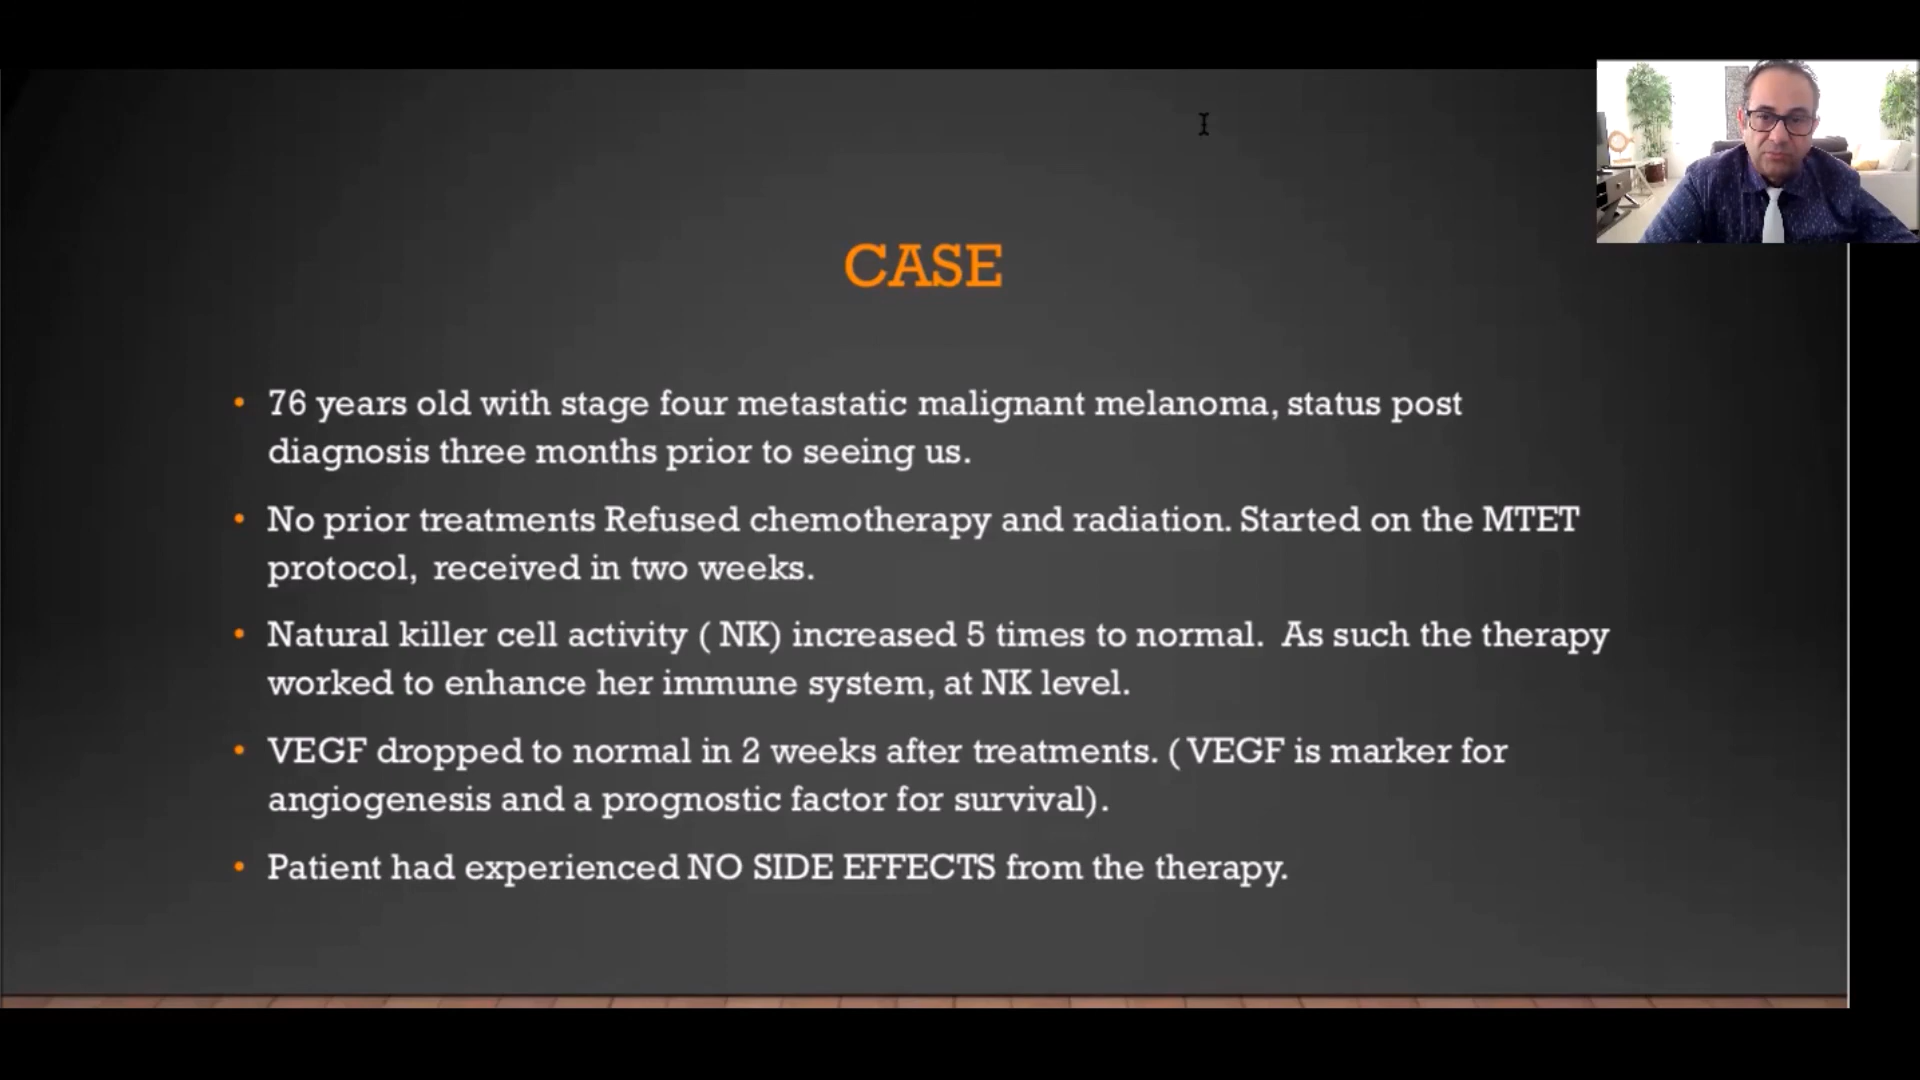 CASE
• 76 years old with stage four metastatic malignant melanoma, status post
diagnosis three months prior to seeing us.
• No prior treatments Refused chemotherapy and radiation. Started on the MTET
protocol, received in two weeks.
• Natural killer cell activity ( NK) increased 5 times to normal. As such the therapy
worked to enhance her immune system, at NK level.
• VEGF dropped to normal in 2 weeks after treatments. ( VEGF is marker for
angiogenesis and a prognostic factor for survival).
• Patient had experienced NO SIDE EFFECTS from the therapy.